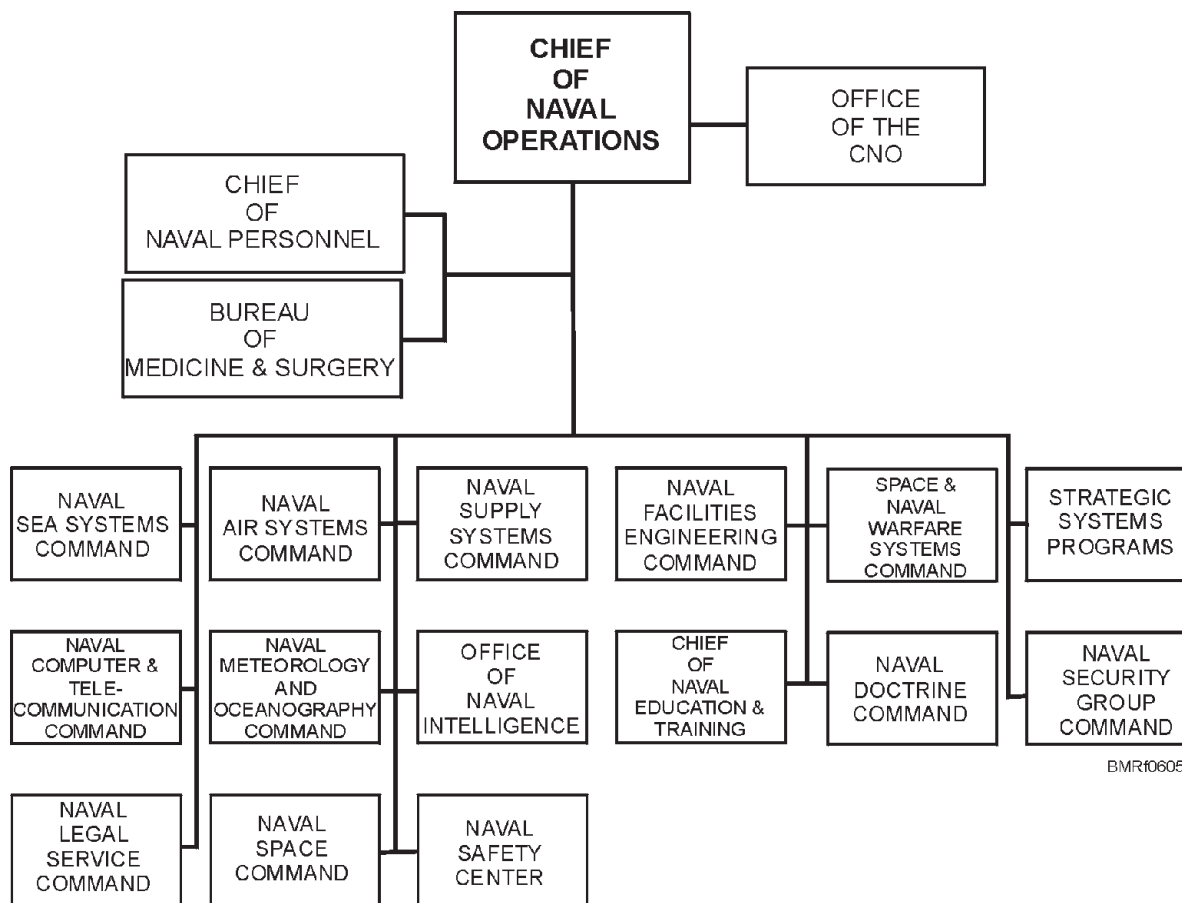 CHIEF
OF
NAVAL
OPERATIONS
OFFICE
OF THE
CNO
CHIEF
OF
NAVAL PERSONNEL
BUREAU
OF
MEDICINE & SURGERY
NAVAL
SEA SYSTEMS
COMMAND
NAVAL
AIR SYSTEMS
COMMAND
NAVAL
SUPPLY
SYSTEMS
COMMAND
NAVAL
FACILITIES
ENGINEERING
COMMAND
SPACE &
NAVAL
WARFARE
SYSTEMS
COMMAND
STRATEGIC
SYSTEMS
PROGRAMS
NAVAL
COMPUTER &
TELE-
COMMUNICATION
COMMAND
NAVAL
METEOROLOGY
AND
OCEANOGRAPHY
COMMAND
OFFICE
OF
NAVAL
INTELLIGENCE
CHIEF
OF
NAVAL
EDUCATION &
TRAINING
NAVAL
DOCTRINE
COMMAND
NAVAL
SECURITY
GROUP
COMMAND
BMRf0605
NAVAL
LEGAL
SERVICE
COMMAND
NAVAL
SPACE
COMMAND
NAVAL
SAFETY
CENTER